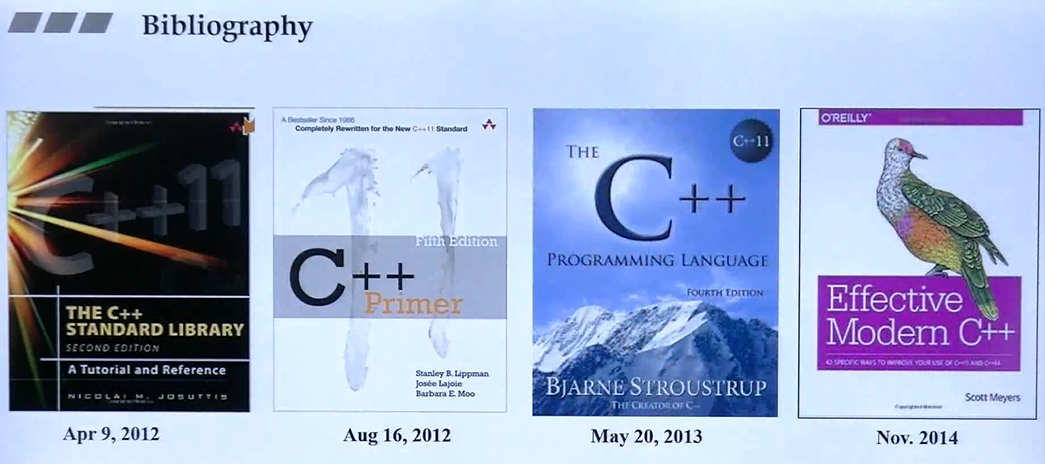 Bibliography
C++11
THE C++
STANDARD LIBRARY
SECOND EDITION
A Tutorial and Reference
NICOLAI M. JOSUTTIS
Apr 9, 2012
A Bestseller Since 1986
Completely Rewritten for the New C++11 Standard
11
Fifth Edition
C++
Primer
Stanley B. Lippman
Josée Lajoie
Barbara E. Moo
Aug 16, 2012
C++11
THE
C++
PROGRAMMING LANGUAGE
FOURTH EDITION
BJARNE STROUSTRUP
THE CREATOR OF C++
May 20, 2013
O'REILLY®
Effective
Modern C++
42 SPECIFIC WAYS TO IMPROVE YOUR USE OF C++11 AND C++14
Scott Meyers
Nov. 2014